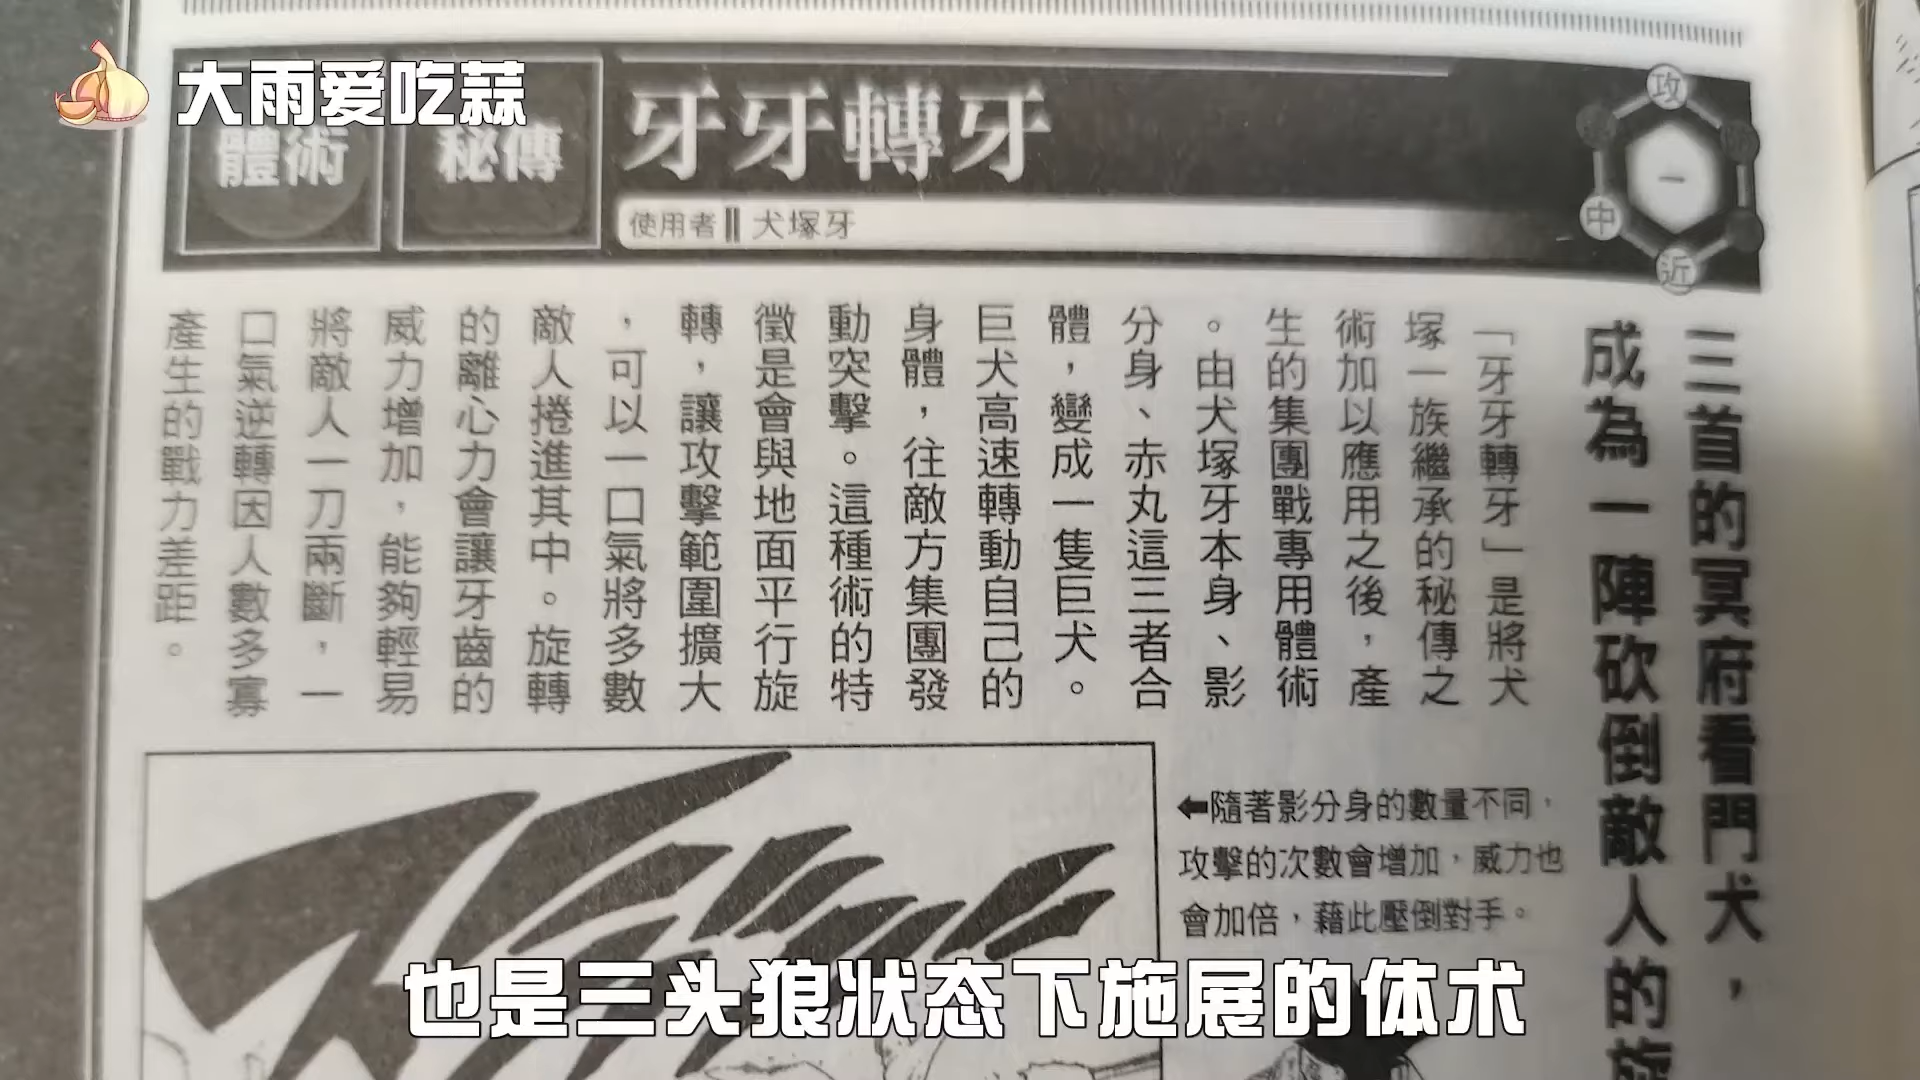 大雨爱吃蒜
體術
秘傳
牙牙轉牙
使用者‖犬塚牙
攻
一
中
近
三首的冥府看門犬，
成為一陣砍倒敵人的旋
「牙牙轉牙」是將犬
塚一族繼承的秘傳之
術加以應用之後，產
生的集團戰專用體術
。由犬塚牙本身、影
分身、赤丸這三者合
體，變成一隻巨犬。
巨犬高速轉動自己的
身體，往敵方集團發
動突擊。這種術的特
徵是會與地面平行旋
轉，讓攻擊範圍擴大
，可以一口氣將多數
敵人捲進其中。旋轉
的離心力會讓牙齒的
威力增加，能夠輕易
將敵人一刀兩斷，一
口氣逆轉因人數多寡
產生的戰力差距。
←隨著影分身的數量不同，
攻擊的次數會增加，威力也
會加倍，藉此壓倒對手。
也是三头狼状态下施展的体术